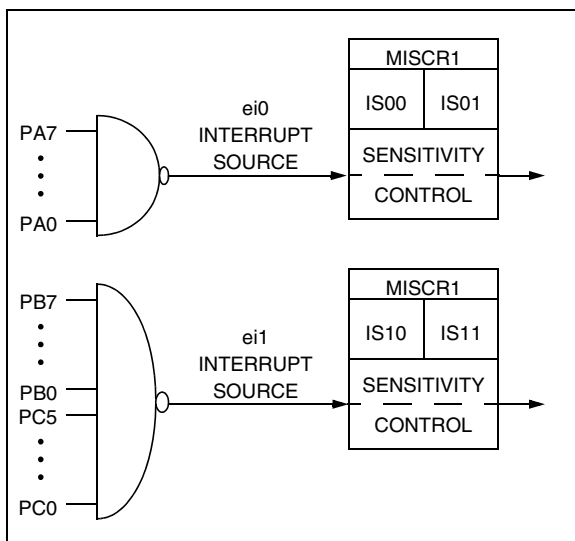 MISCR1
IS00 IS01
SENSITIVITY
CONTROL
ei0
INTERRUPT
SOURCE
PA7
PA0
MISCR1
IS10 IS11
SENSITIVITY
CONTROL
ei1
INTERRUPT
SOURCE
PB7
PB0
PC5
PC0